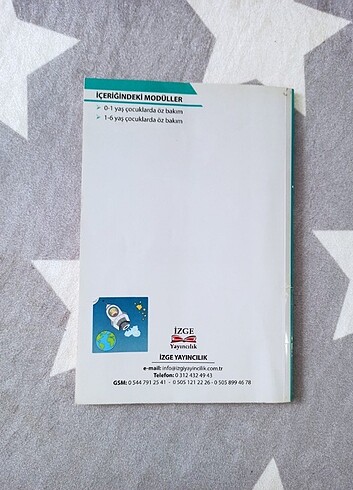 İÇERİĞİNDEKİ MODÜLLER
➢ 0-1 yaş çocuklarda öz bakım
➢ 1-6 yaş çocuklarda öz bakım
İZGE
Yayıncılık
İZGE YAYINCILIK
e-mail: info@izgiyayincilik.com.tr
Telefon: 0 312 432 49 43
GSM: 0 544 791 25 41 - 0 505 121 22 26 - 0 505 899 46 78